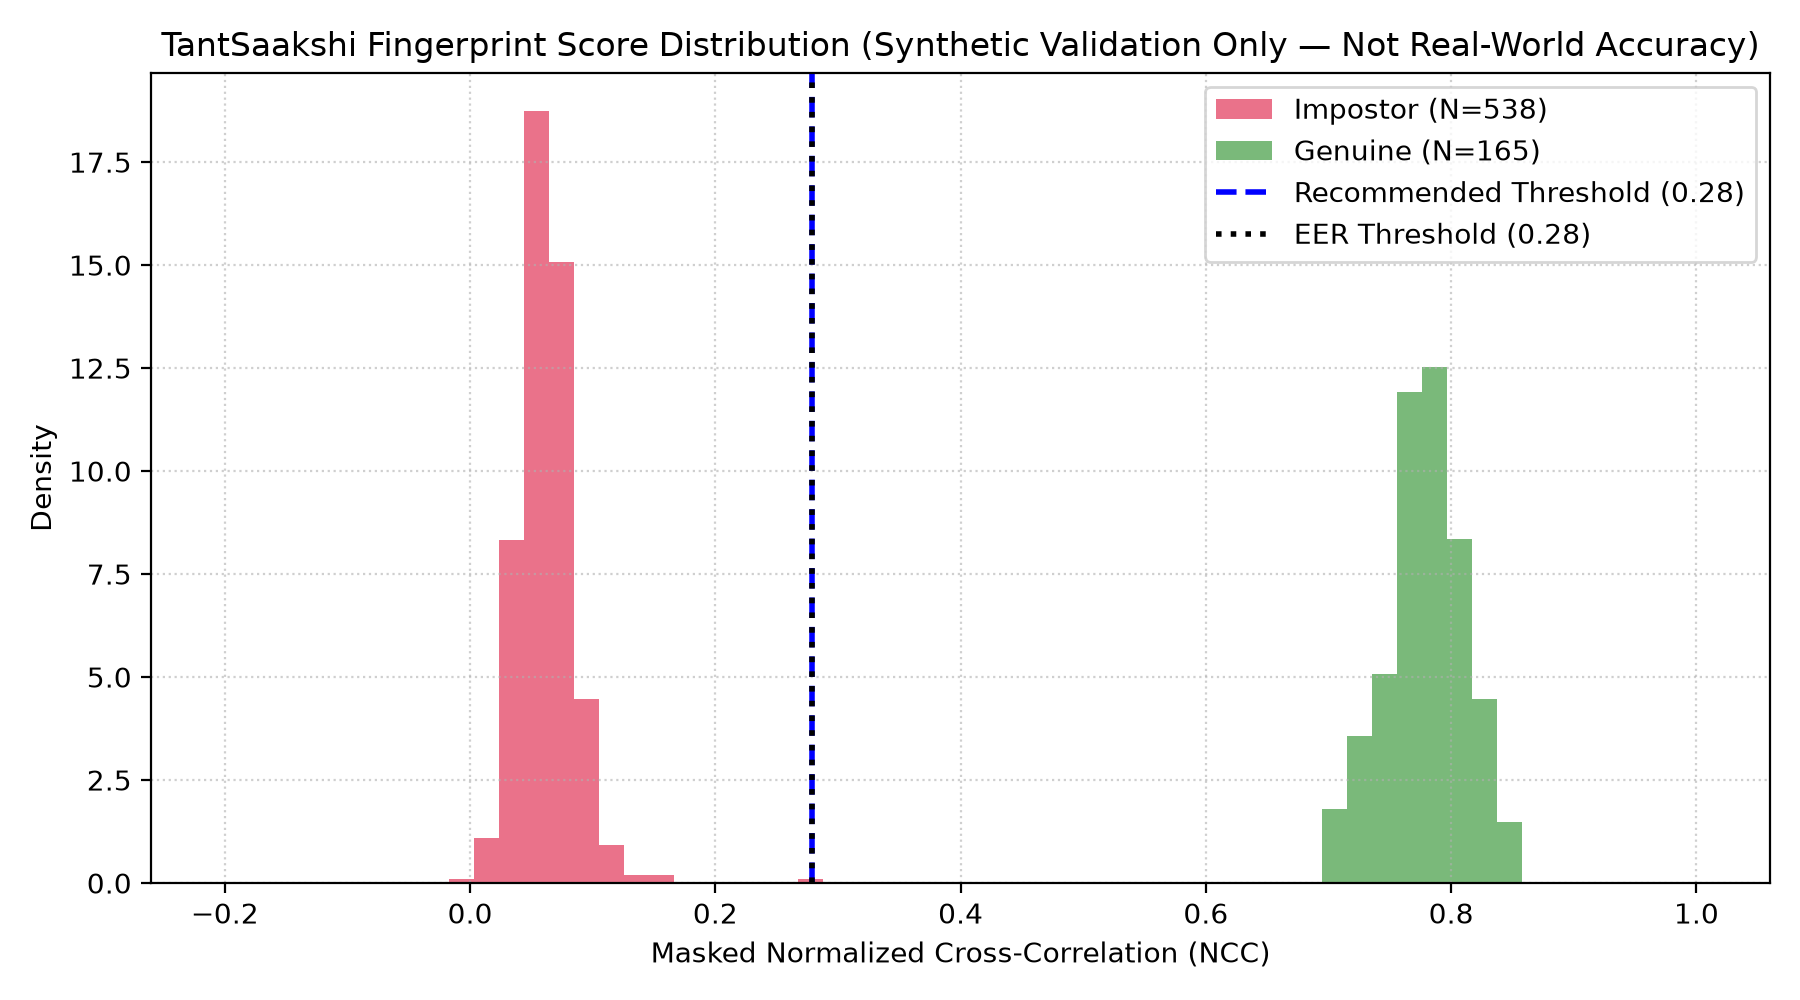 TantSaakshi Fingerprint Score Distribution (Synthetic Validation Only — Not Real-World Accuracy)
Impostor (N=538)
Genuine (N=165)
Recommended Threshold (0.28)
EER Threshold (0.28)
Density
17.5
15.0
12.5
10.0
7.5
5.0
2.5
0.0
−0.2 0.0 0.2 0.4 0.6 0.8 1.0
Masked Normalized Cross-Correlation (NCC)